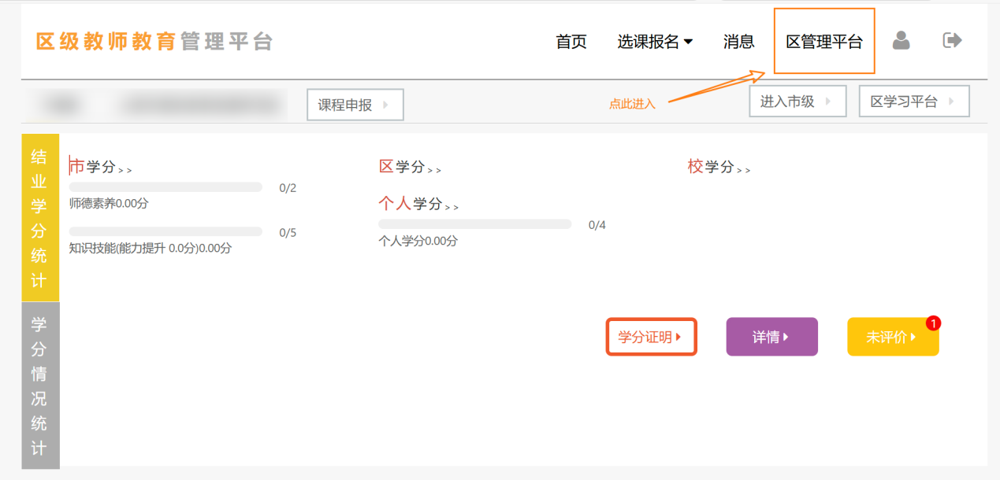 区级教师教育管理平台
首页 选课报名 消息 区管理平台
课程申报 点此进入 进入市级 区学习平台
结业学分统计
市学分>> 区学分>> 校学分>>
0/2
师德素养0.00分
个人学分>>
0/5 0/4
知识技能(能力提升 0.0分)0.00分 个人学分0.00分
学分情况统计
学分证明 详情 未评价 1